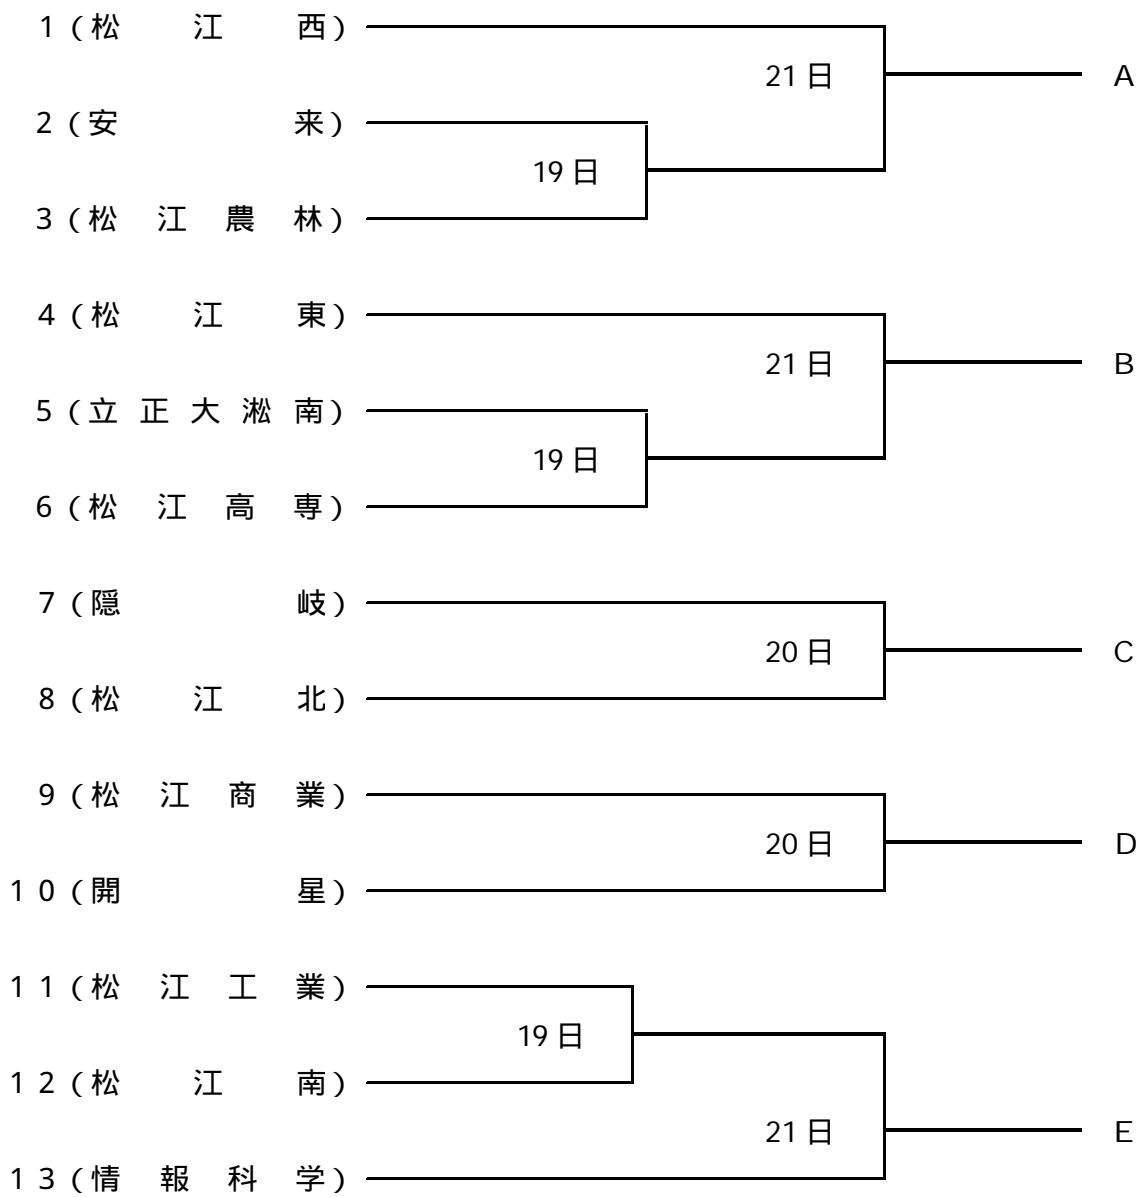 1（松江西）
21日 A
2（安来）
19日
3（松江農林）
4（松江東）
21日 B
5（立正大淞南）
19日
6（松江高専）
7（隠岐）
20日 C
8（松江北）
9（松江商業）
20日 D
10（開星）
11（松江工業）
19日
12（松江南）
21日 E
13（情報科学）